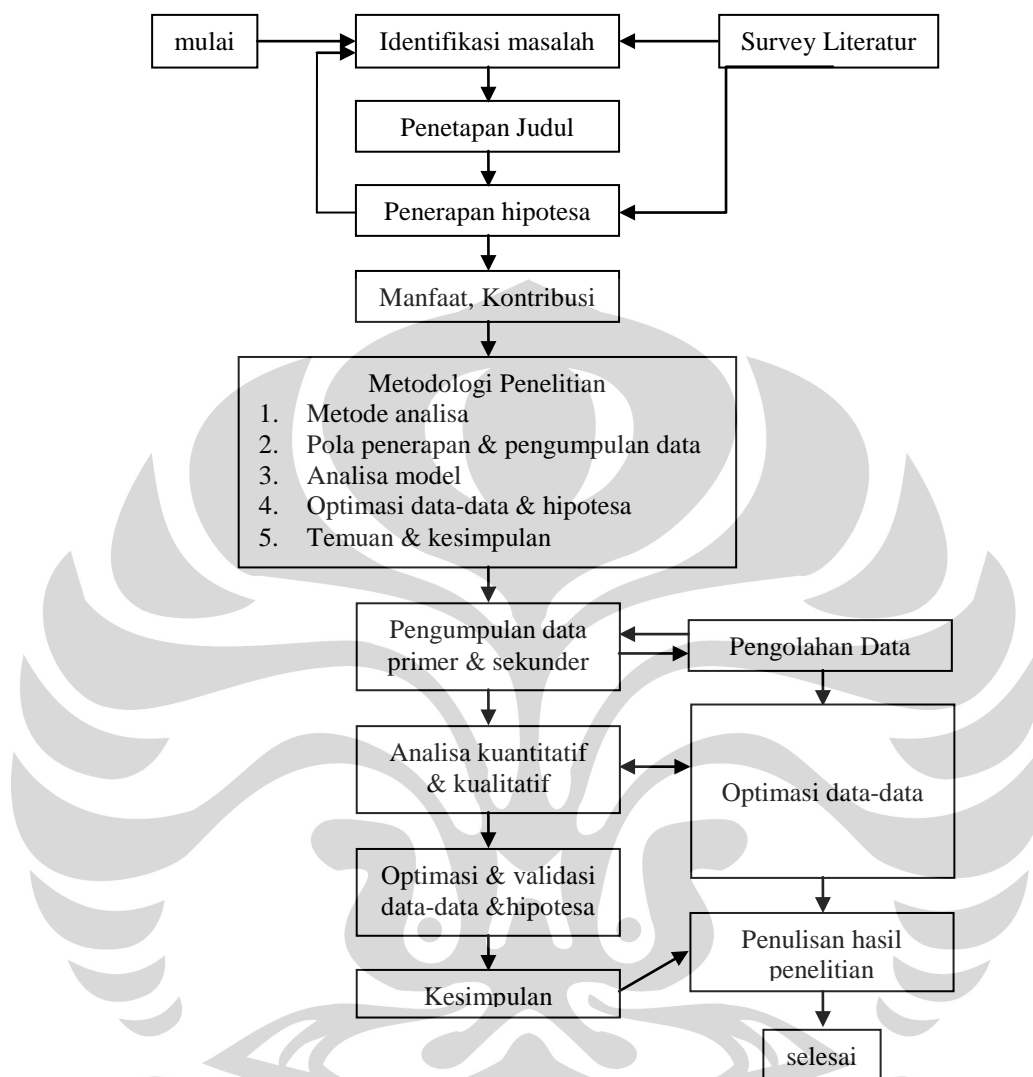 mulai
Identifikasi masalah
Survey Literatur
Penetapan Judul
Penerapan hipotesa
Manfaat, Kontribusi
Metodologi Penelitian
1. Metode analisa
2. Pola penerapan & pengumpulan data
3. Analisa model
4. Optimasi data-data & hipotesa
5. Temuan & kesimpulan
Pengumpulan data
primer & sekunder
Pengolahan Data
Analisa kuantitatif
& kualitatif
Optimasi data-data
Optimasi & validasi
data-data &hipotesa
Penulisan hasil
penelitian
Kesimpulan
selesai